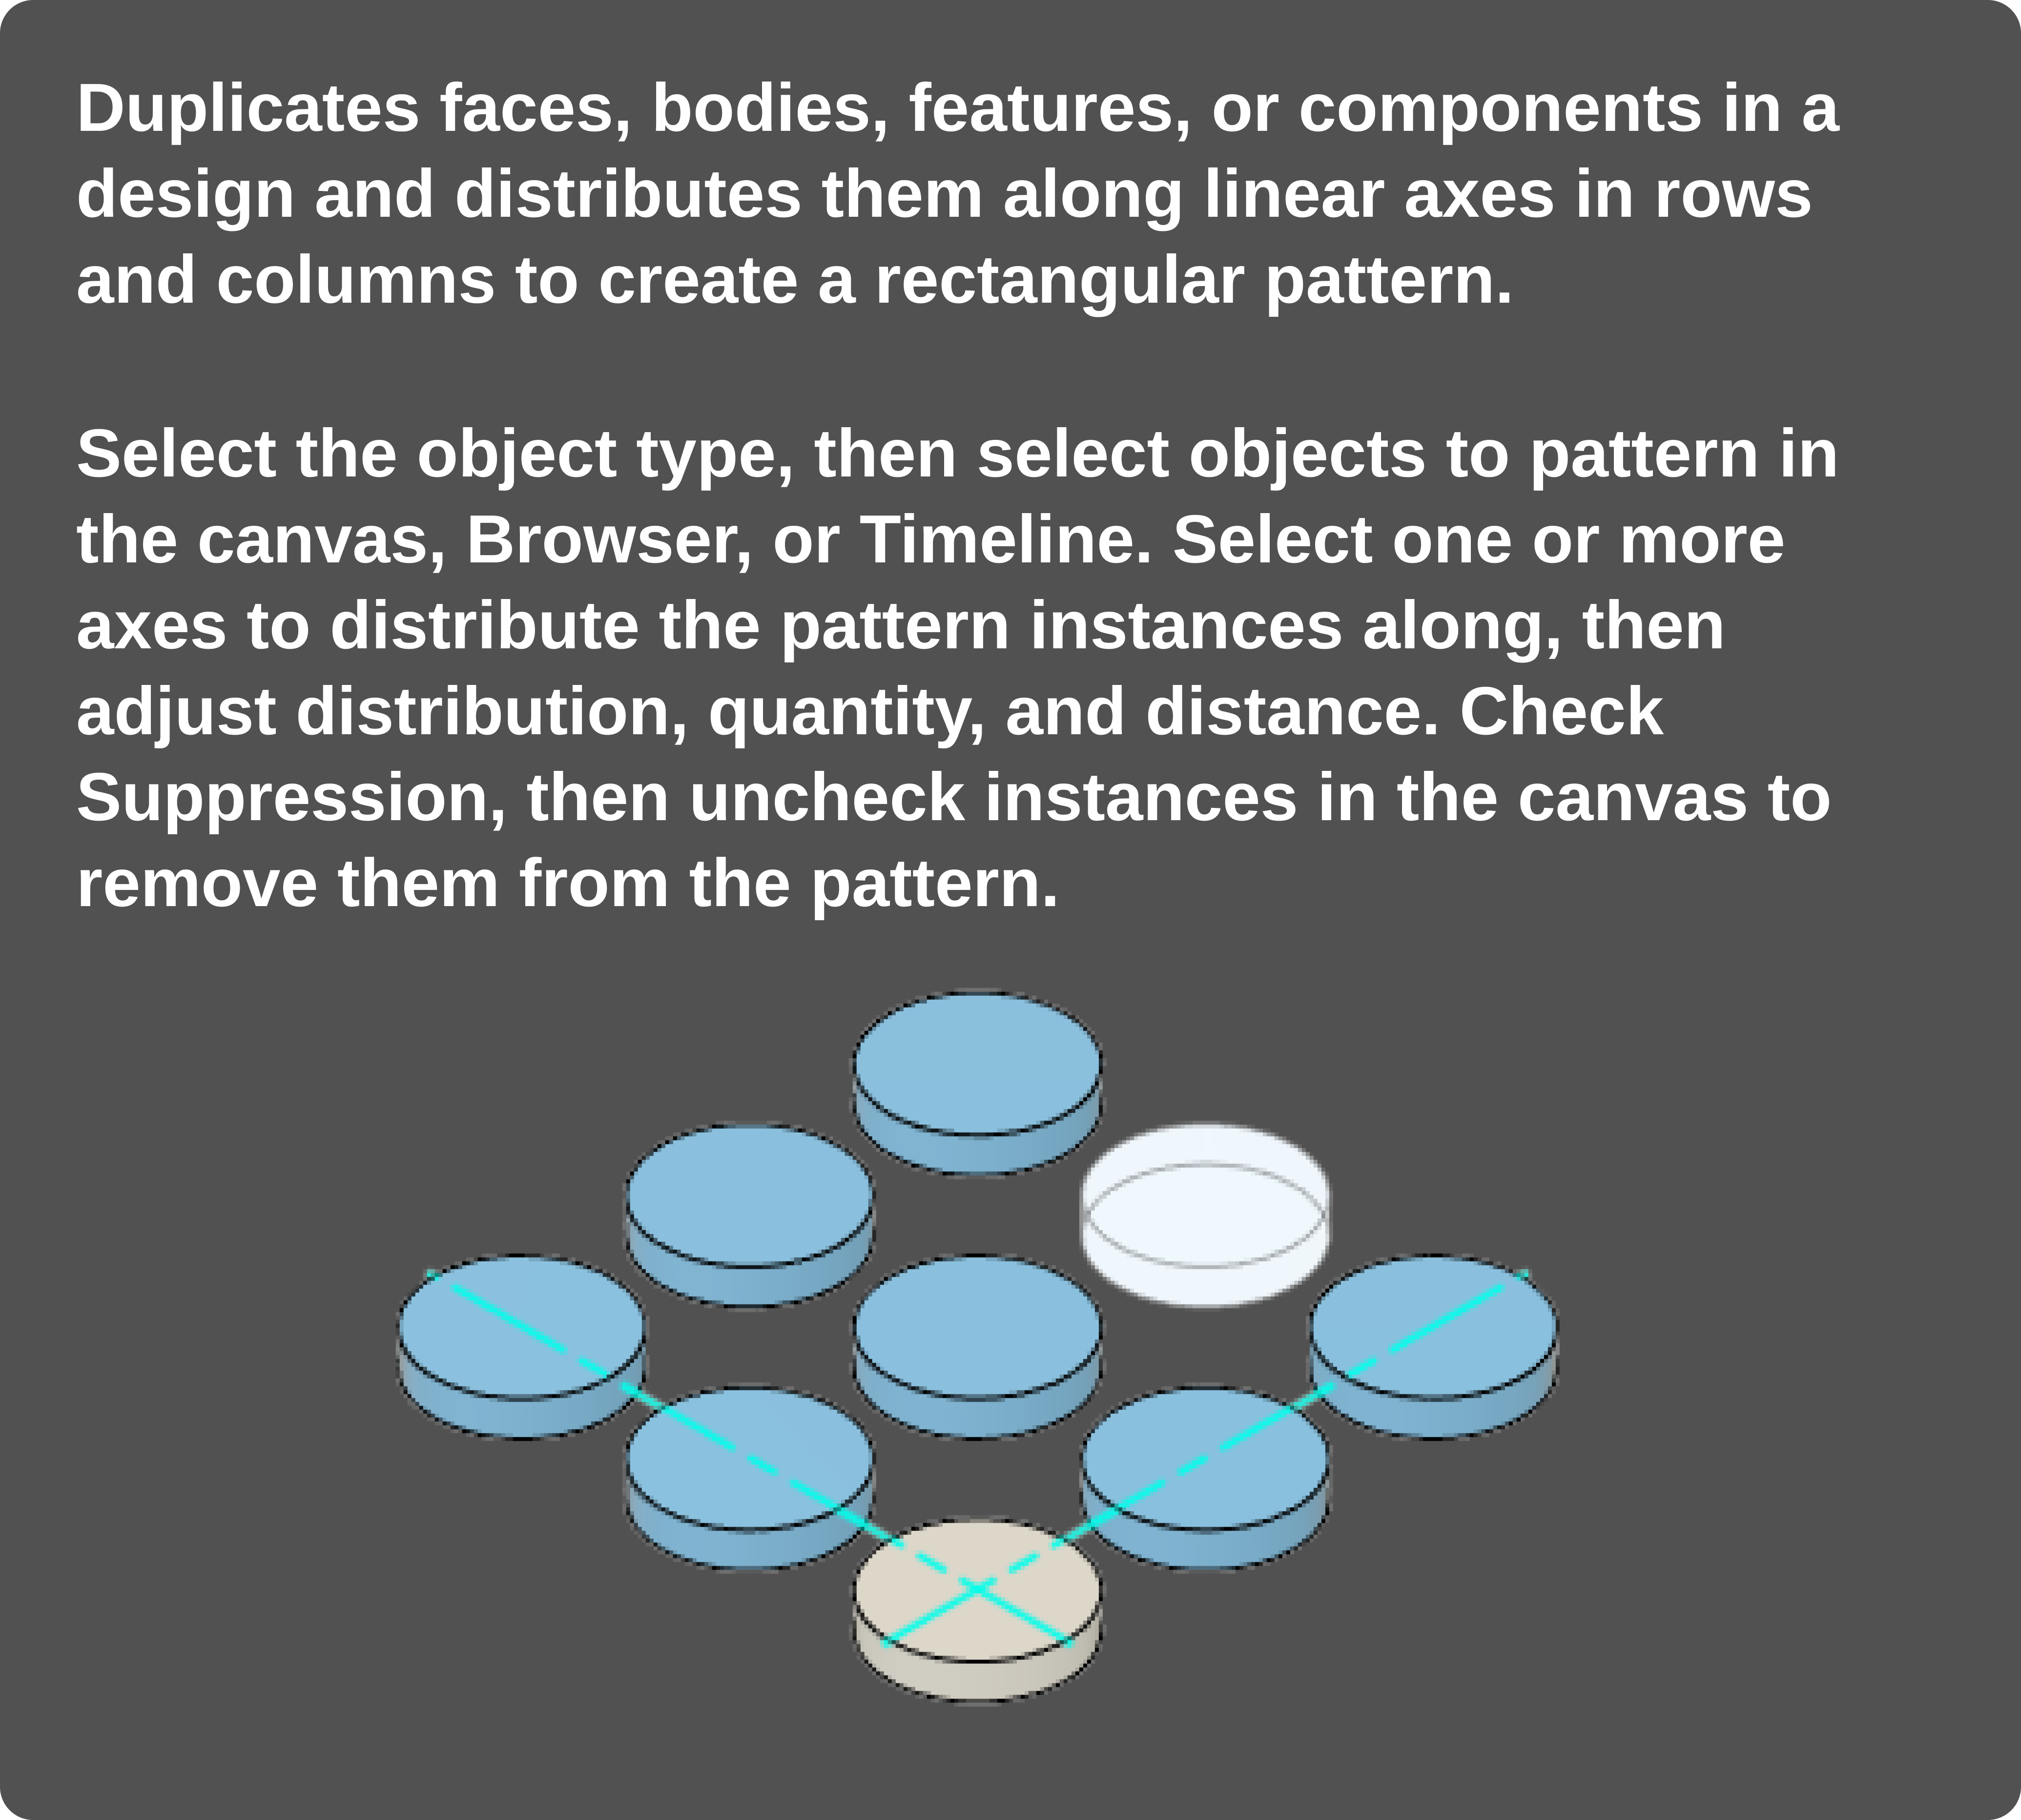 Duplicates faces, bodies, features, or components in a
design and distributes them along linear axes in rows
and columns to create a rectangular pattern.
Select the object type, then select objects to pattern in
the canvas, Browser, or Timeline. Select one or more
axes to distribute the pattern instances along, then
adjust distribution, quantity, and distance. Check
Suppression, then uncheck instances in the canvas to
remove them from the pattern.